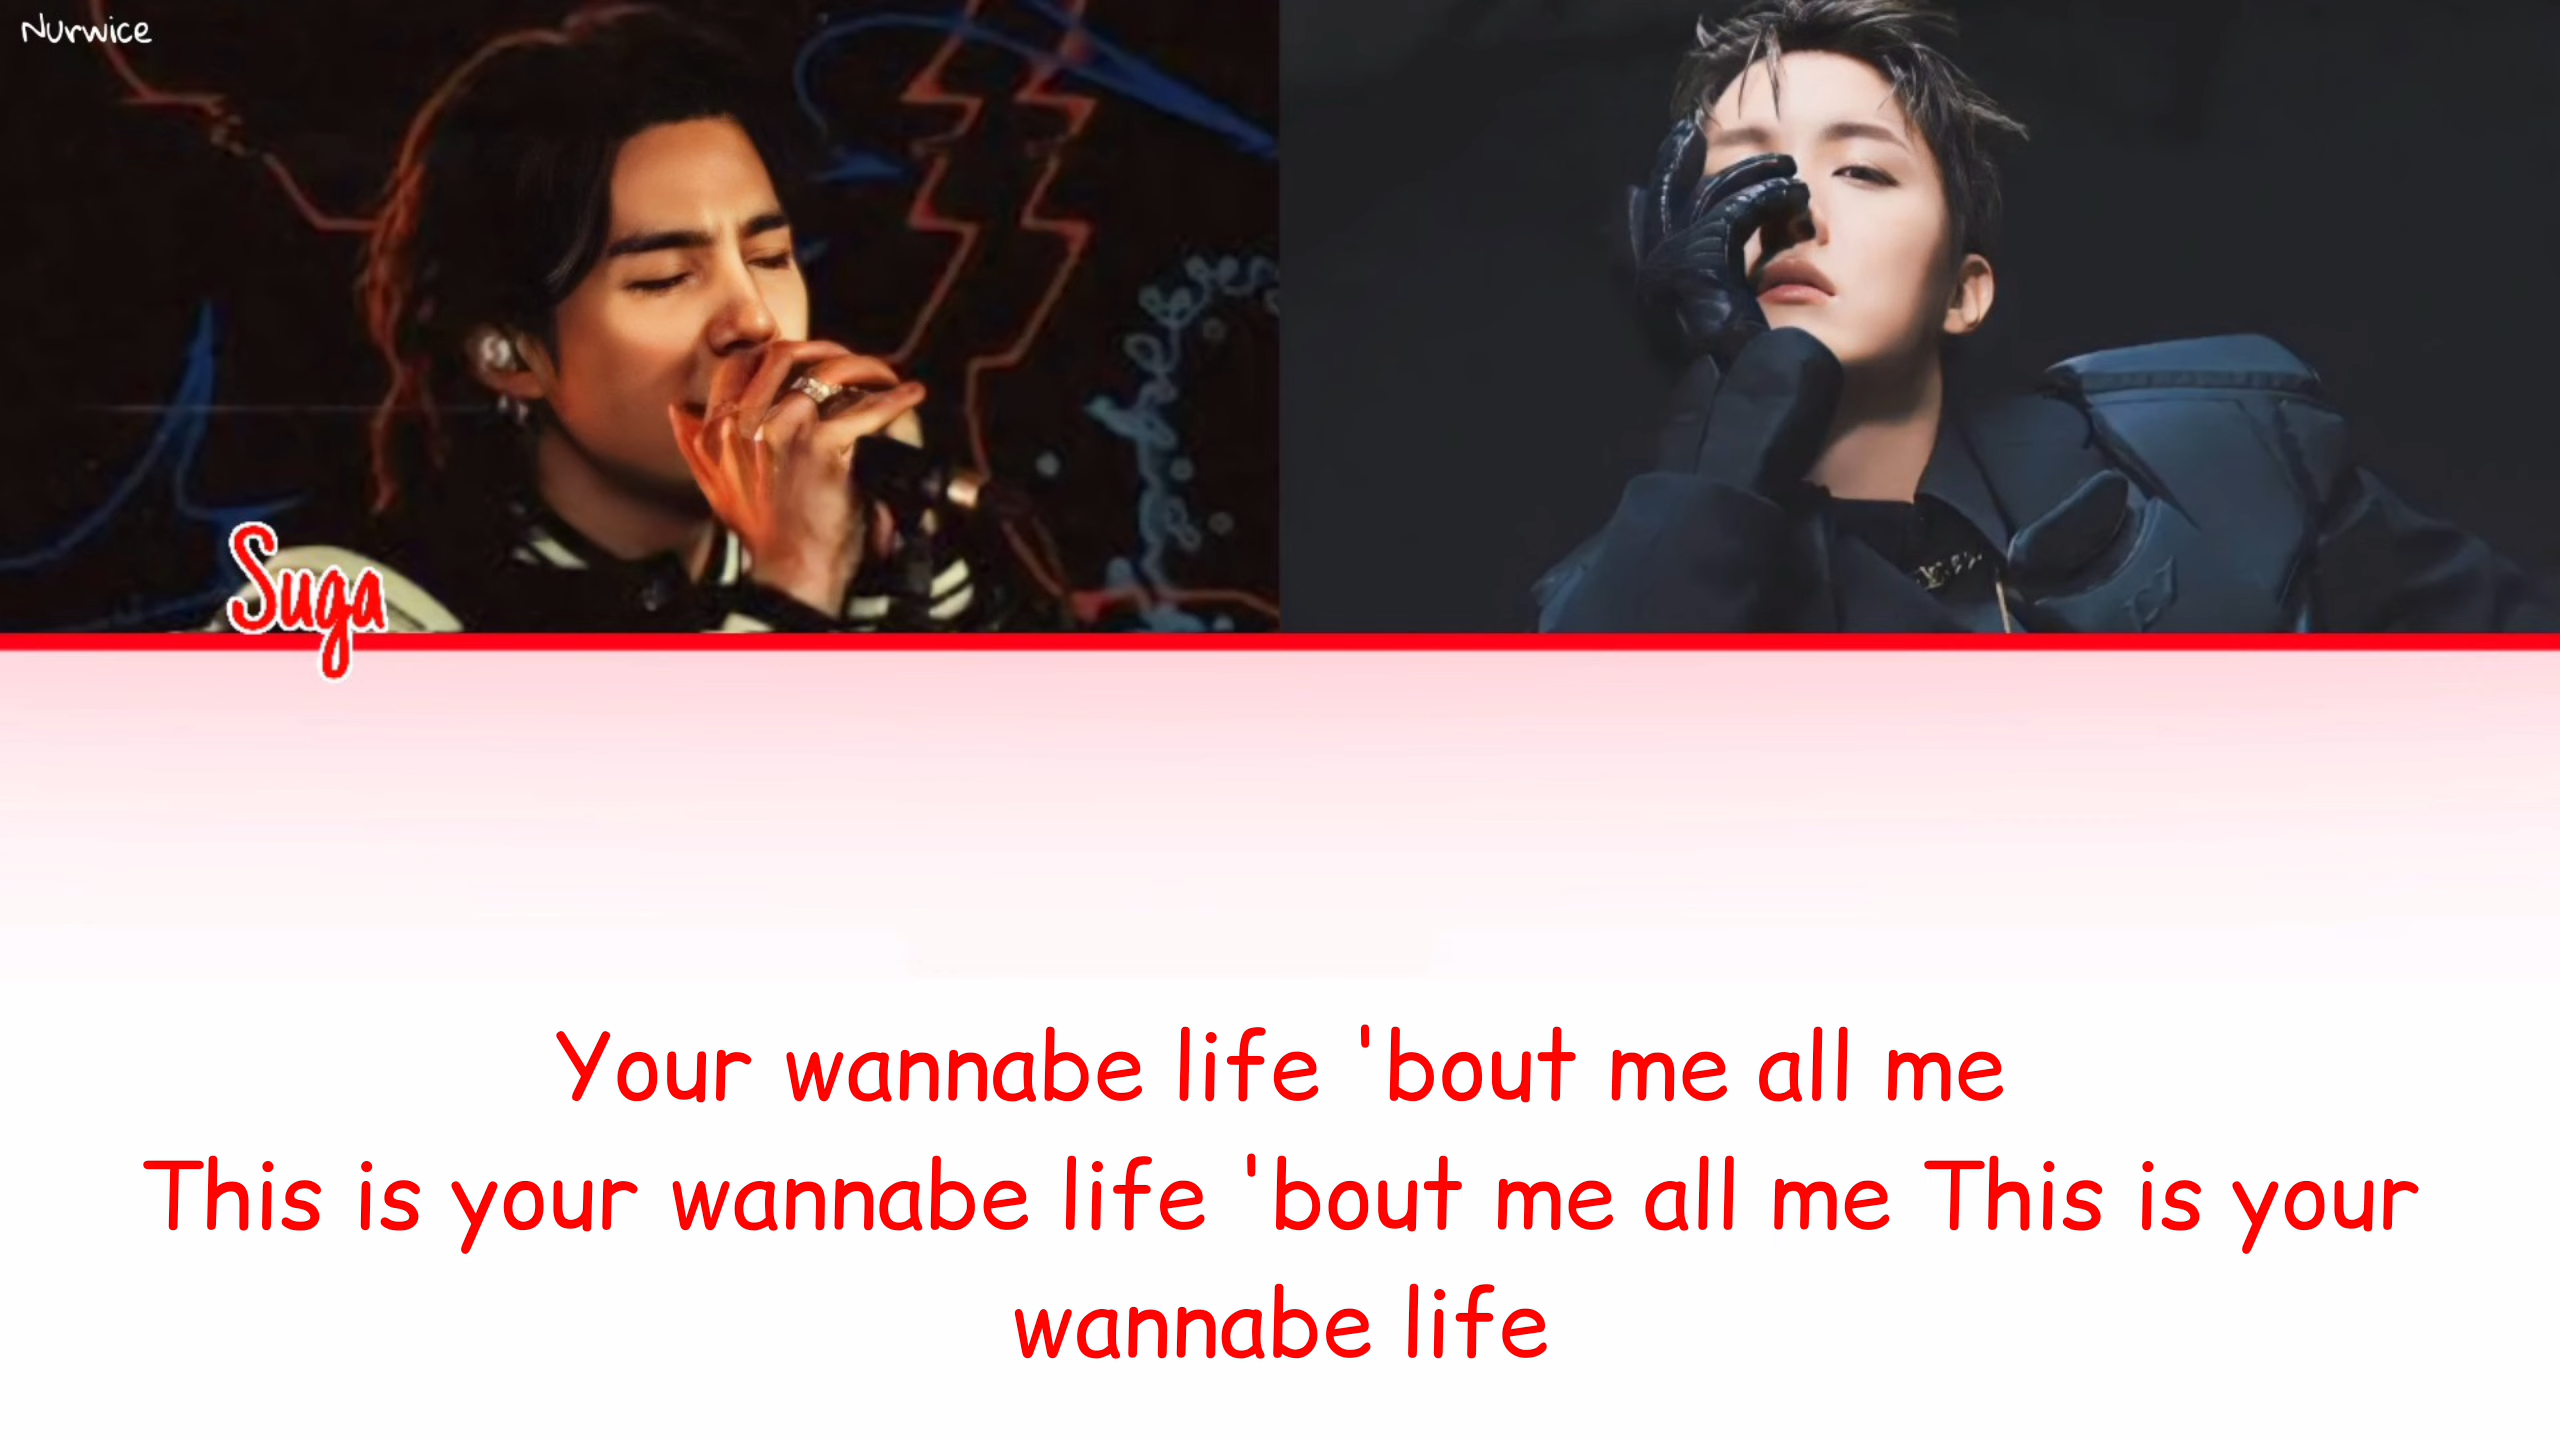 Nurwice
Suga
Your wannabe life 'bout me all me
This is your wannabe life 'bout me all me This is your
wannabe life